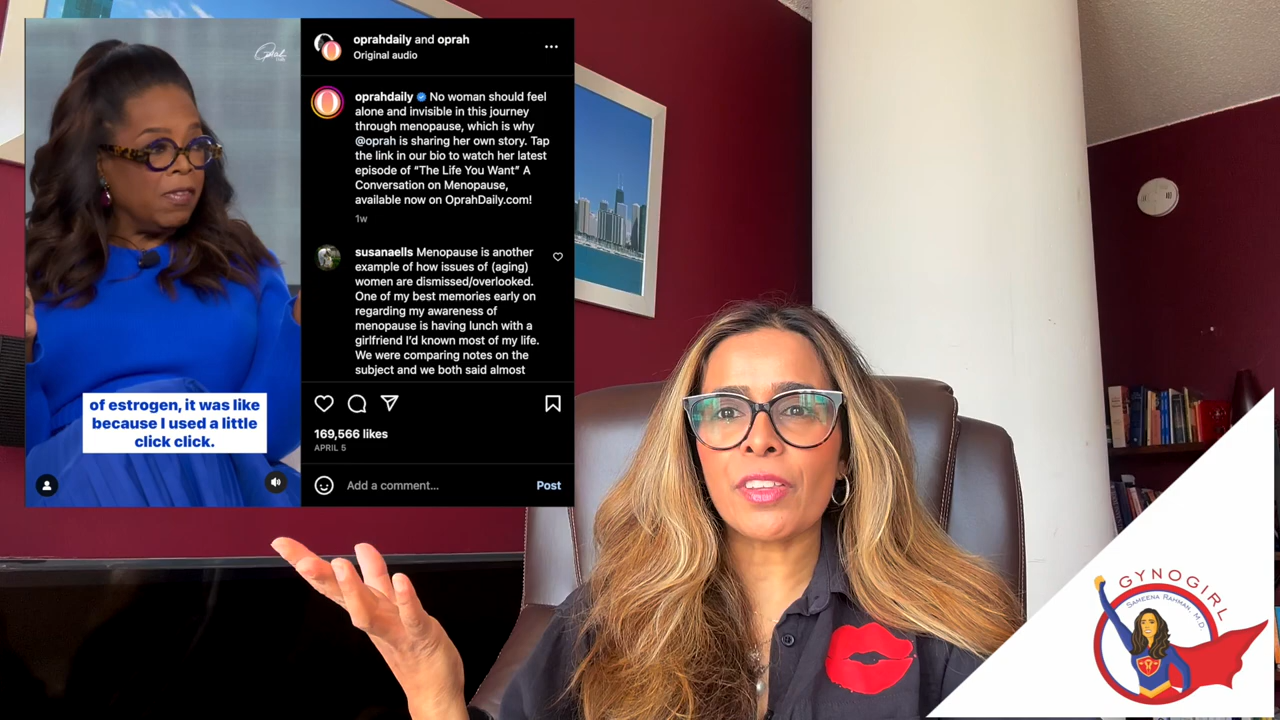 oprahdaily and oprah
Original audio
oprahdaily No woman should feel
alone and invisible in this journey
through menopause, which is why
@oprah is sharing her own story. Tap
the link in our bio to watch her latest
episode of “The Life You Want” A
Conversation on Menopause,
available now on OprahDaily.com!
1w
susanaells Menopause is another
example of how issues of (aging)
women are dismissed/overlooked.
One of my best memories early on
regarding my awareness of
menopause is having lunch with a
girlfriend I’d known most of my life.
We were comparing notes on the
subject and we both said almost
169,566 likes
APRIL 5
Add a comment...
Post
of estrogen, it was like
because I used a little
click click.
GYNOGIRL
SAMEENA RAHMAN, M.D.